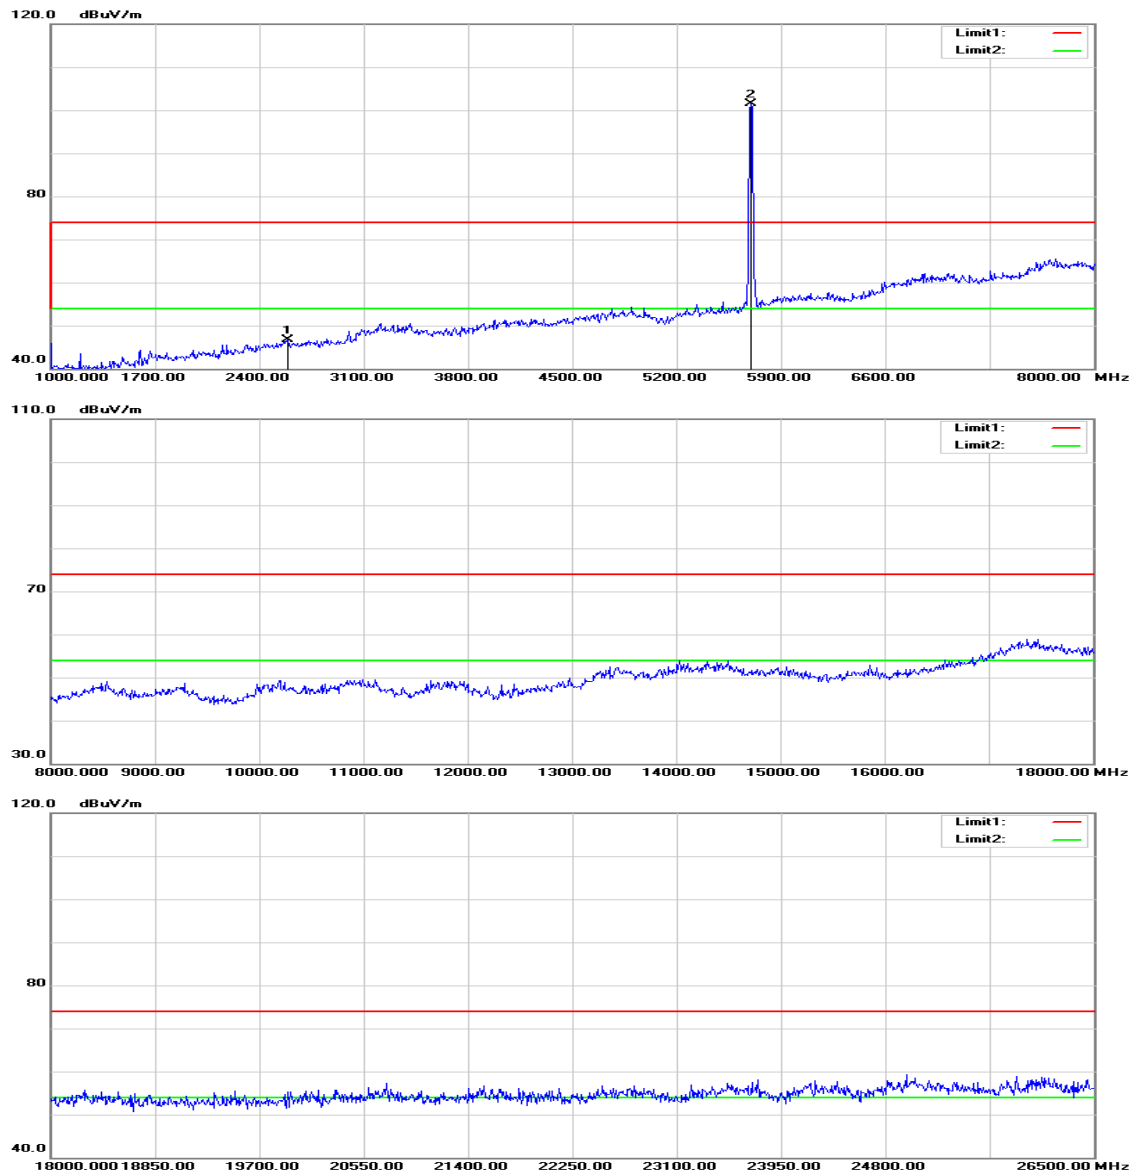 120.0 dBuV/m
Limit1:
Limit2:
2
80
1
40.0
1000.000 1700.00 2400.00 3100.00 3800.00 4500.00 5200.00 5900.00 6600.00 8000.00 MHz
110.0 dBuV/m
Limit1:
Limit2:
70
30.0
8000.000 9000.00 10000.00 11000.00 12000.00 13000.00 14000.00 15000.00 16000.00 18000.00 MHz
120.0 dBuV/m
Limit1:
Limit2:
80
40.0
18000.000 18850.00 19700.00 20550.00 21400.00 22250.00 23100.00 23950.00 24800.00 26500.00 MHz